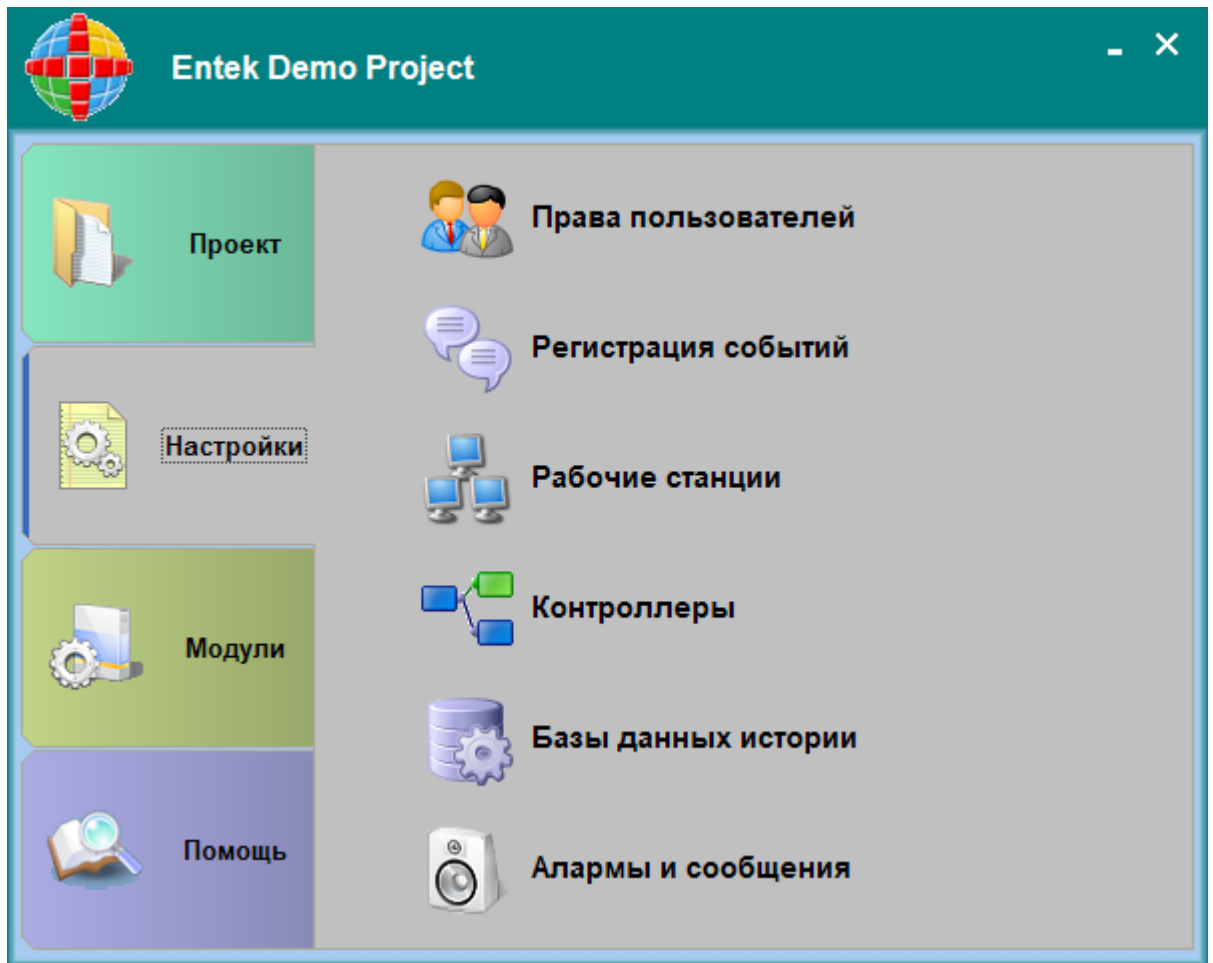 Entek Demo Project
Проект
Настройки
Модули
Помощь
Права пользователей
Регистрация событий
Рабочие станции
Контроллеры
Базы данных истории
Алармы и сообщения